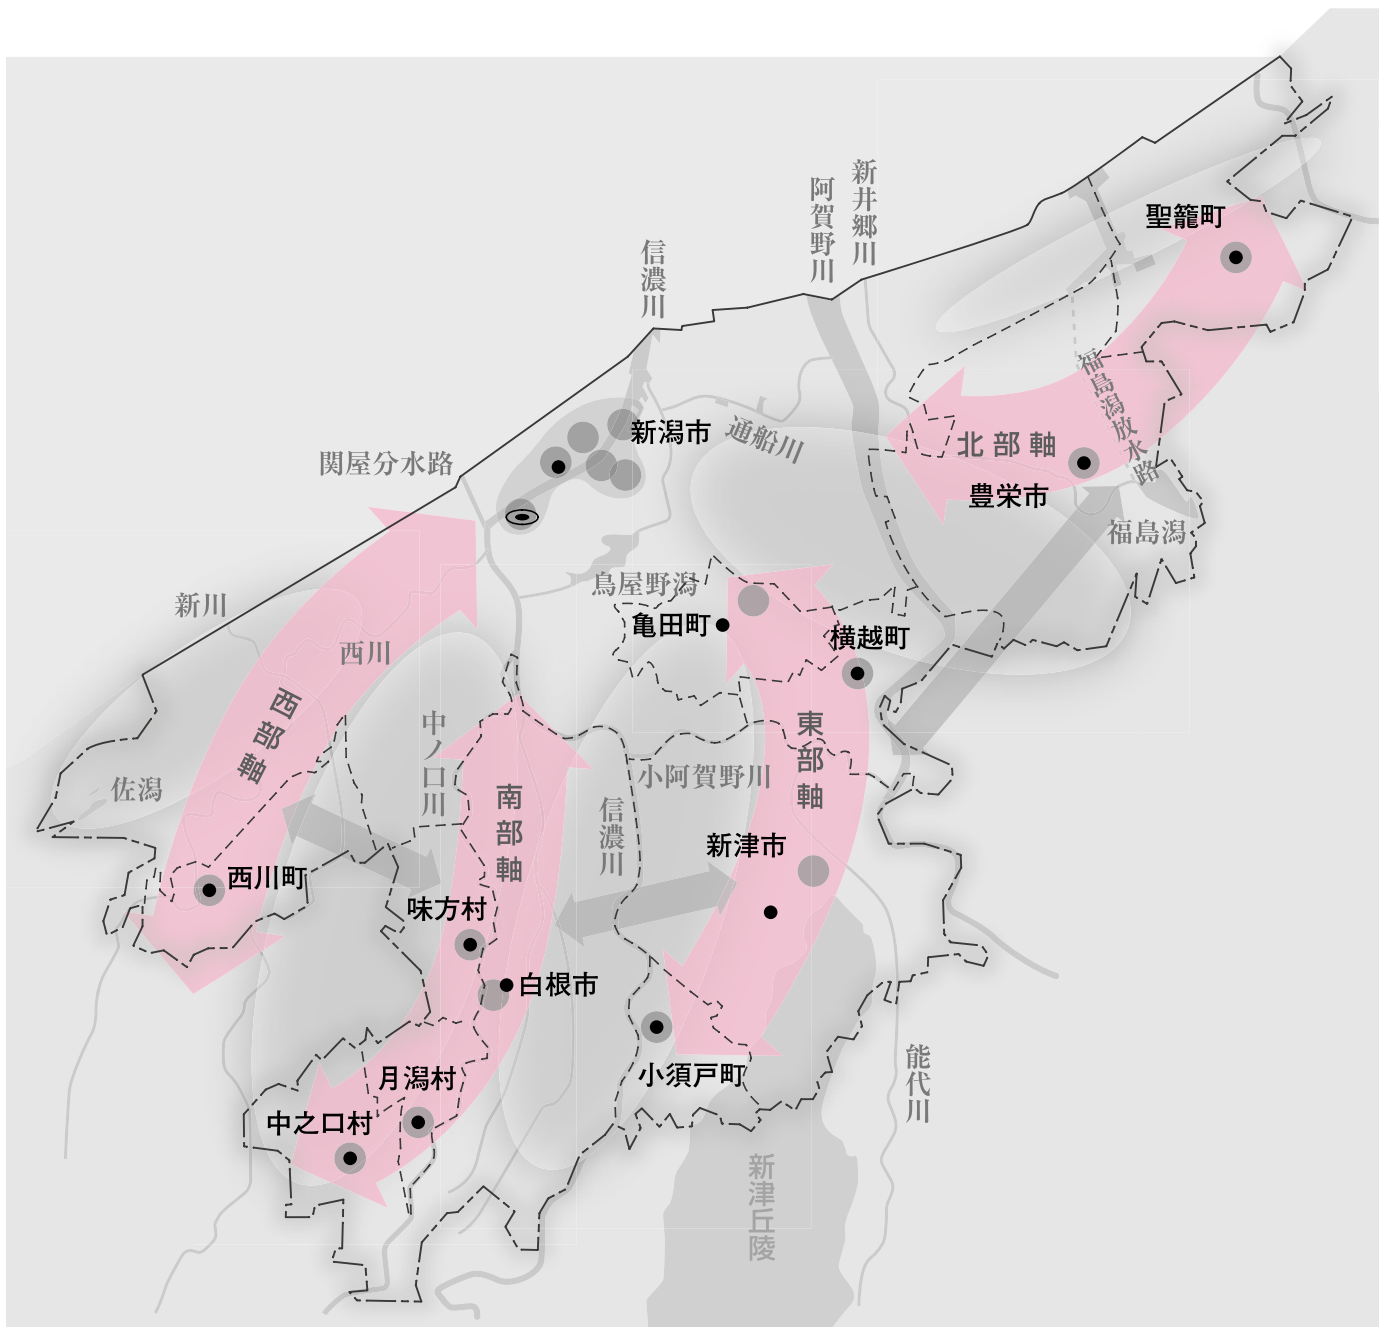 聖籠町
新井郷川
阿賀野川
信濃川
福島潟放水路
新潟市
通船川
北部軸
関屋分水路
豊栄市
福島潟
鳥屋野潟
新川
亀田町
横越町
西川
西部軸
中ノ口川
東部軸
佐潟
小阿賀野川
南部軸
信濃川
新津市
西川町
味方村
白根市
小須戸町
能代川
月潟村
中之口村
新津丘陵